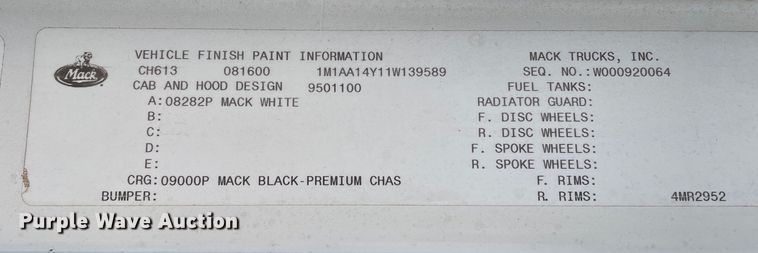 VEHICLE FINISH PAINT INFORMATION MACK TRUCKS, INC.
CH613 081600 1M1AA14Y11W139589 SEQ. NO.:W000920064
CAB AND HOOD DESIGN 9501100 FUEL TANKS:
A:08282P MACK WHITE RADIATOR GUARD:
B: F. DISC WHEELS:
C: R. DISC WHEELS:
D: F. SPOKE WHEELS:
E: R. SPOKE WHEELS:
CRG:09000P MACK BLACK-PREMIUM CHAS F. RIMS:
BUMPER: R. RIMS: 4MR2952
Mack
Purple Wave Auction